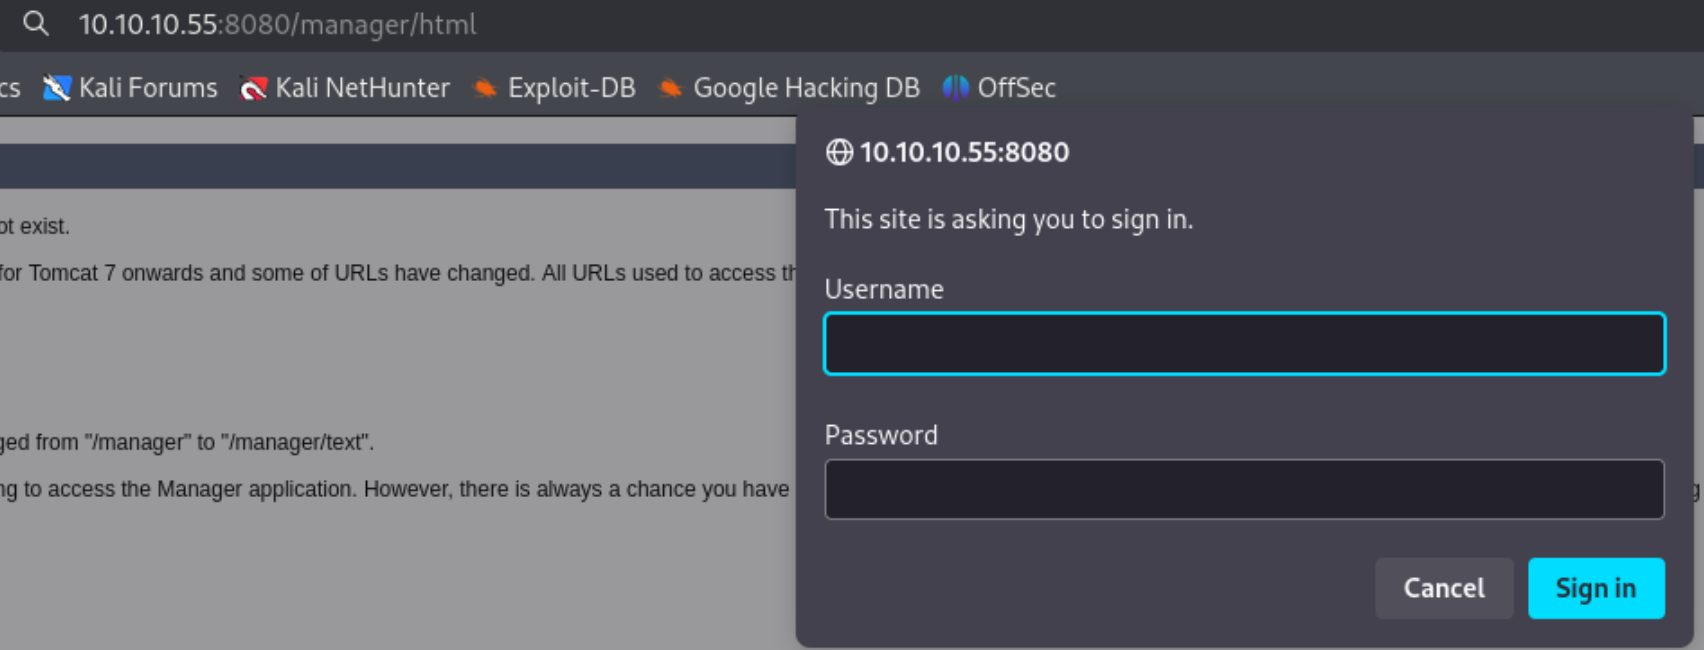 10.10.10.55:8080/manager/html
cs Kali Forums Kali NetHunter Exploit-DB Google Hacking DB OffSec
10.10.10.55:8080
This site is asking you to sign in.
ot exist.
for Tomcat 7 onwards and some of URLs have changed. All URLs used to access th
Username
ged from "/manager" to "/manager/text".
Password
ng to access the Manager application. However, there is always a chance you have
g
Cancel Sign in